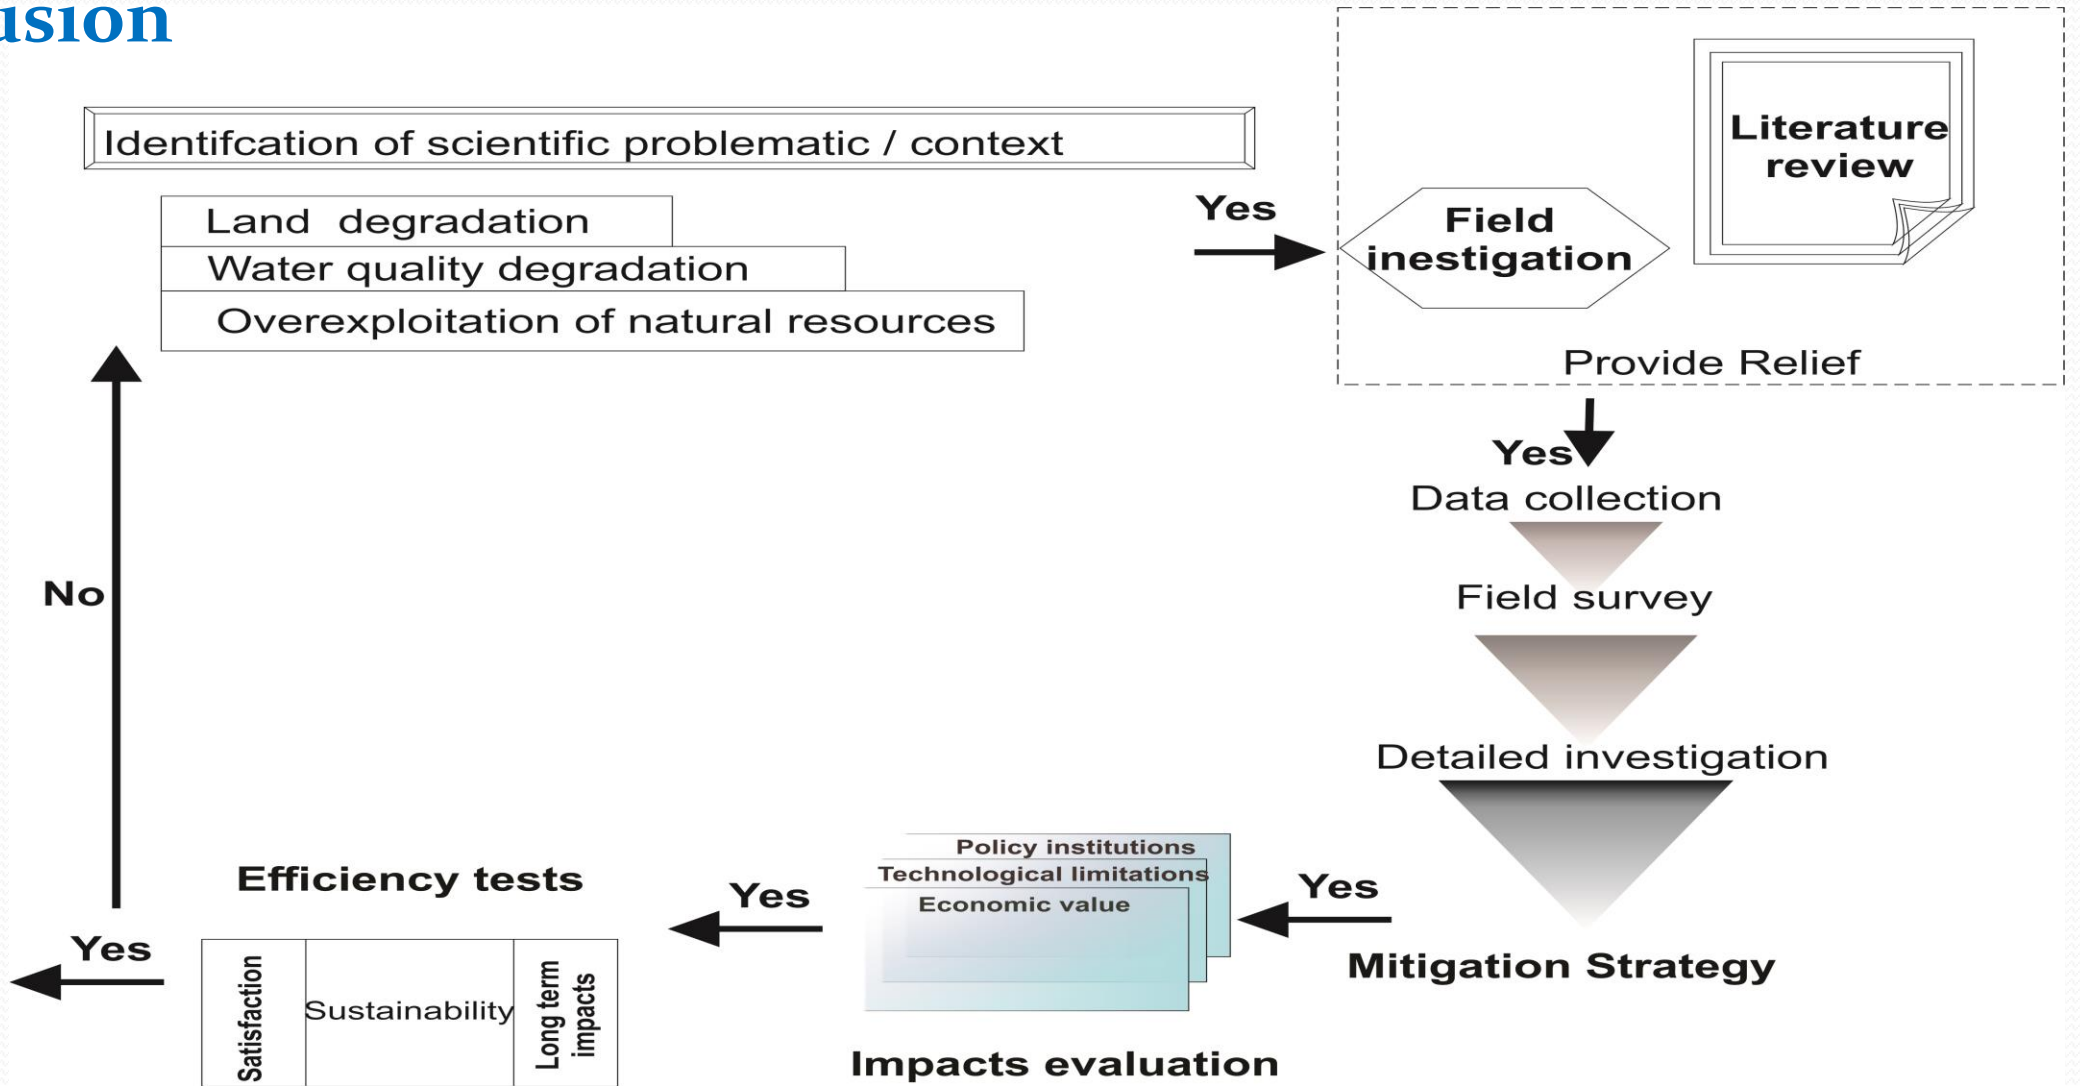 usion
Identifcation of scientific problematic / context
Land degradation
Water quality degradation
Overexploitation of natural resources
Yes
Field
inestigation
Literature
review
Provide Relief
Yes
Data collection
Field survey
Detailed investigation
Mitigation Strategy
Yes
Policy institutions
Technological limitations
Economic value
Impacts evaluation
Yes
Efficiency tests
Satisfaction
Sustainability
Long term
impacts
Yes
No